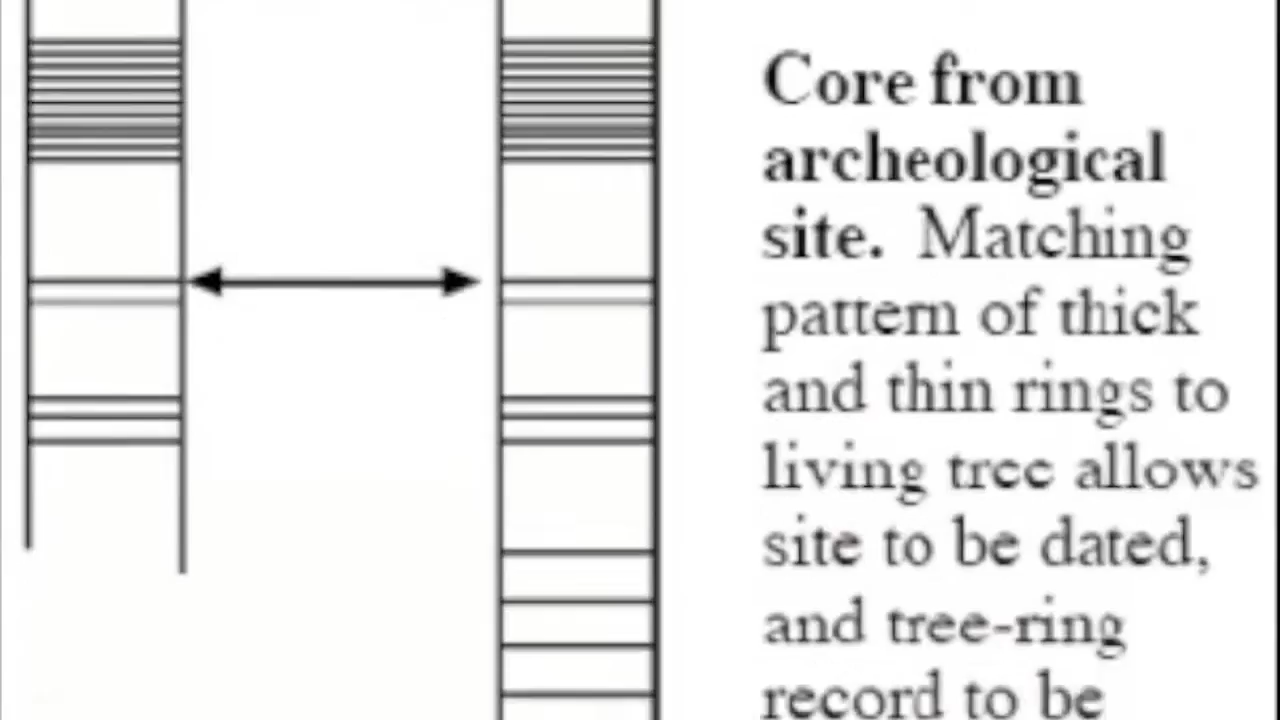 Core from
archeological
site. Matching
pattern of thick
and thin rings to
living tree allows
site to be dated,
and tree-ring
record to be